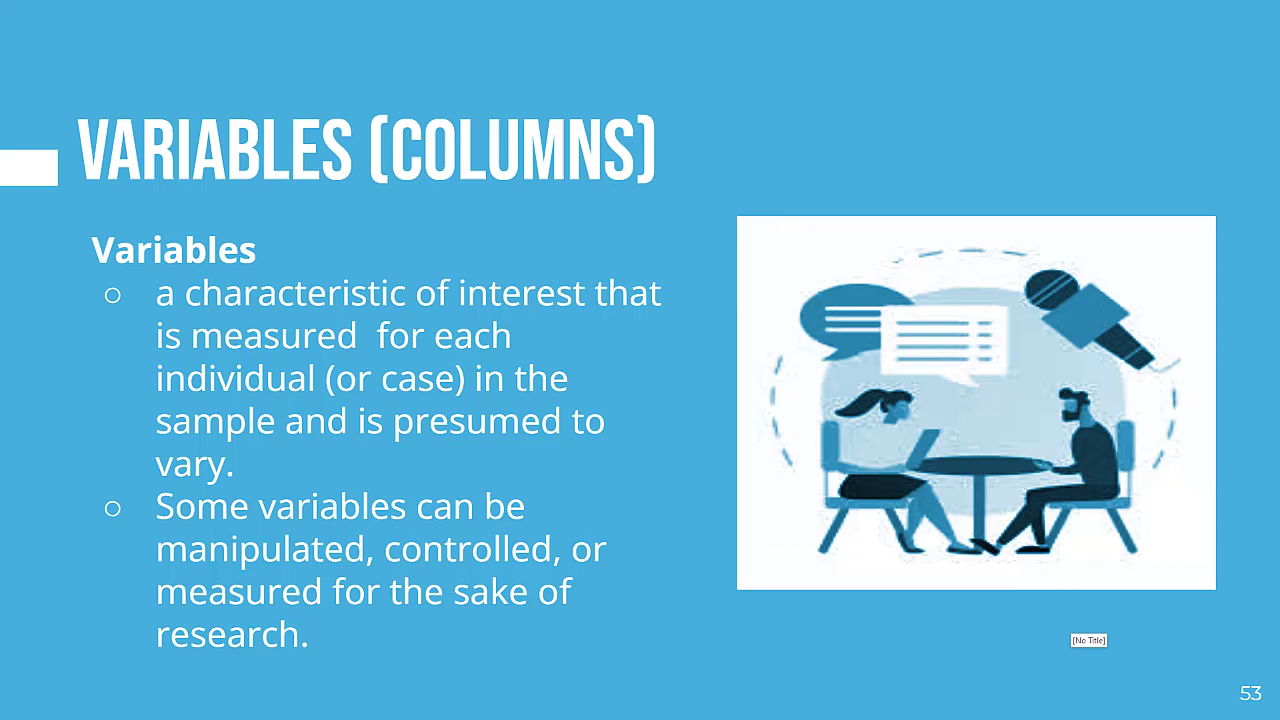 VARIABLES (COLUMNS)
Variables
○ a characteristic of interest that
is measured  for each
individual (or case) in the
sample and is presumed to
vary.
○ Some variables can be
manipulated, controlled, or
measured for the sake of
research.
[No Title]
53